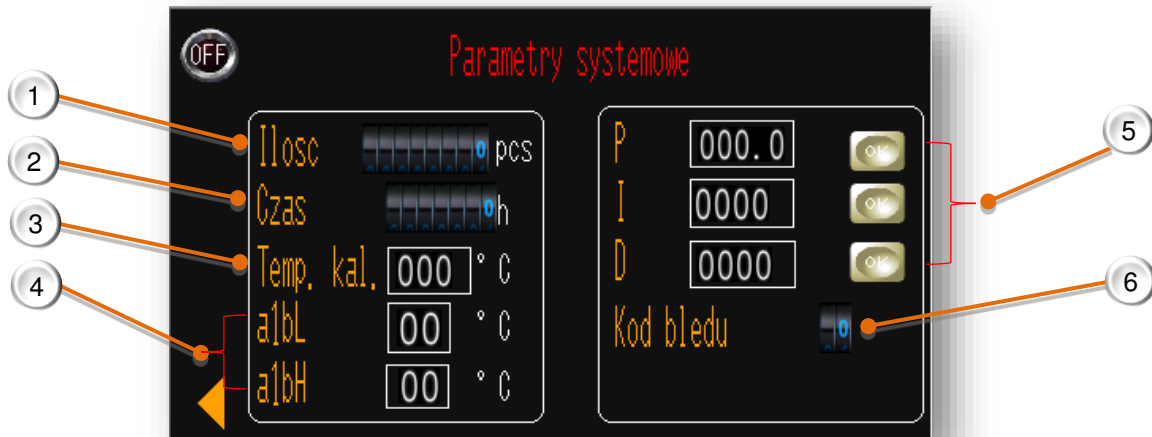 OFF
Parametry systemowe
1
Ilosc 0 pcs
2
Czas 0 h
3
Temp. kal. 000 °C
4
a1bL 00 °C
a1bH 00 °C
P 000.0 OK
I 0000 OK
D 0000 OK
5
Kod bledu 0
6